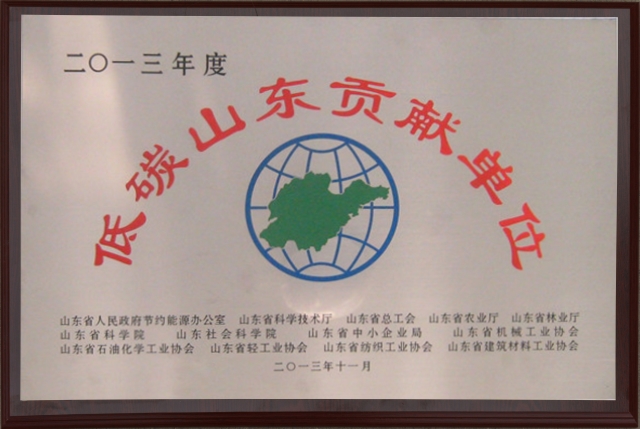 二〇一三年度
低碳山东贡献单位
山东省人民政府节约能源办公室 山东省科学技术厅 山东省总工会 山东省农业厅 山东省林业厅
山东省科学院 山东社会科学院 山东省中小企业局 山东省机械工业协会
山东省石油化学工业协会 山东省轻工业协会 山东省纺织工业协会 山东省建筑材料工业协会
二〇一三年十一月